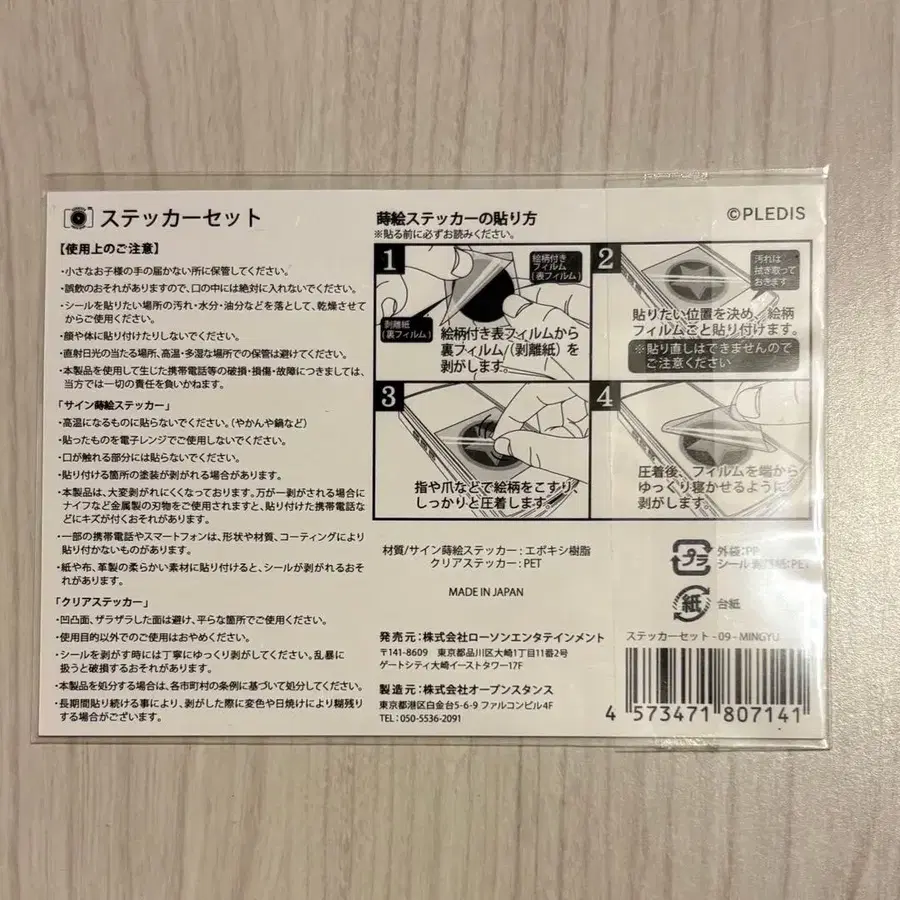 ステッカーセット
【使用上のご注意】
・小さなお子様の手の届かない所に保管してください。
・誤飲のおそれがありますので、口の中には絶対に入れないでください。
・シールを貼りたい場所の汚れ・水分・油分などを落として、乾燥させて
からご使用ください。
・顔や体に貼り付けたりしないでください。
・直射日光の当たる場所、高温・多湿な場所での保管は避けてください。
・本製品を使用して生じた携帯電話等の破損・損傷・故障につきましては、
当方では一切の責任を負いかねます。
「サイン蒔絵ステッカー」
・高温になるものに貼らないでください。（やかんや鍋など）
・貼ったものを電子レンジでご使用しないでください。
・口が触れる部分には貼らないでください。
・貼り付ける箇所の塗装が剥がれる場合があります。
・本製品は、大変剥がれにくくなっております。万が一剥がされる場合に
ナイフなど金属製の刃物をご使用されますと、貼り付けた携帯電話な
どにキズが付くおそれがあります。
・一部の携帯電話やスマートフォンは、形状や材質、コーティングにより
貼り付かないものがあります。
・紙や布、革製の柔らかい素材に貼り付けると、シールが剥がれるおそ
れがあります。
「クリアステッカー」
・凹凸面、ザラザラした面は避け、平らな箇所でご使用ください。
・使用目的以外でのご使用はおやめください。
・シールを剥がす時には丁寧にゆっくり剥がしてください。乱暴に
扱うと破損するおそれがあります。
・本製品を処分する場合は、各市町村の条例に基づいて処分してください。
・長期間貼り続ける事により、剥がした際に変色や日焼けにより糊残り
する場合がございます。
蒔絵ステッカーの貼り方
※貼る前に必ずお読みください。
©PLEDIS
1
絵柄付き
フィルム
（表フィルム）
剥離紙
（裏フィルム）
絵柄付き表フィルムから
裏フィルム/（剥離紙）を
剥がします。
2
汚れは
拭き取って
おきます
貼りたい位置を決め、絵柄
フィルムごと貼り付けます。
※貼り直しはできませんので
ご注意ください
3
指や爪などで絵柄をこすり、
しっかりと圧着します。
4
圧着後、フィルムを端から
ゆっくり寝かせるように
剥がします。
材質/サイン蒔絵ステッカー：エポキシ樹脂
クリアステッカー：PET
MADE IN JAPAN
発売元：株式会社ローソンエンタテインメント
〒141-8609 東京都品川区大崎1丁目11番2号
ゲートシティ大崎イーストタワー17F
製造元：株式会社オープンスタンス
東京都港区白金台5-6-9 ファルコンビル4F
TEL：050-5536-2091
プラ
外袋：PP
シール剥離紙：PET
紙
台紙
ステッカーセット - 09 - MINGYU
4 573471 807141